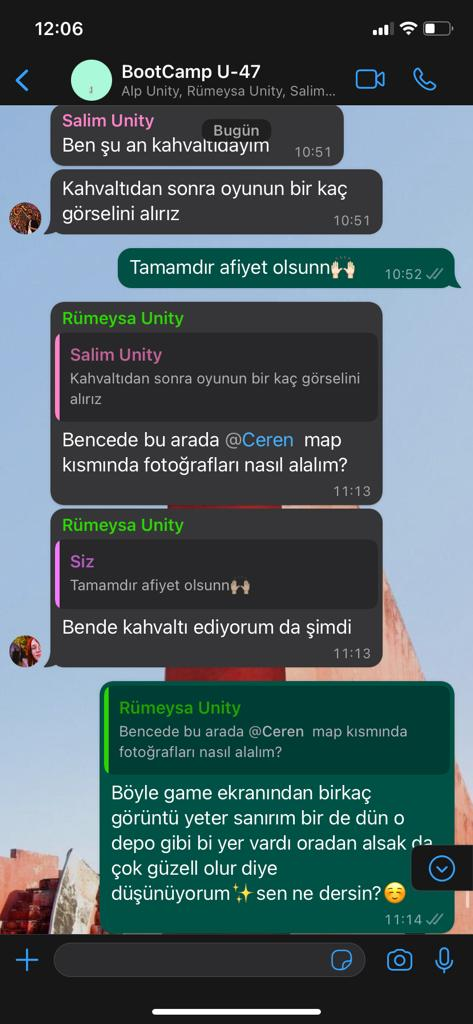 12:06
BootCamp U-47
Alp Unity, Rümeysa Unity, Salim...
Salim Unity
Bugün
Ben şu an kahvaltıdayım
10:51
Kahvaltıdan sonra oyunun bir kaç
görselini alırız
10:51
Tamamdır afiyet olsunn🙌🏻
10:52
Rümeysa Unity
Salim Unity
Kahvaltıdan sonra oyunun bir kaç görselini
alırız
Bencede bu arada @Ceren map
kısmında fotoğrafları nasıl alalım?
11:13
Rümeysa Unity
Siz
Tamamdır afiyet olsunn🙌🏻
Bende kahvaltı ediyorum da şimdi
11:13
Rümeysa Unity
Bencede bu arada @Ceren map kısmında
fotoğrafları nasıl alalım?
Böyle game ekranından birkaç
görüntü yeter sanırım bir de dün o
depo gibi bi yer vardı oradan alsak da
çok güzell olur diye
düşünüyorum✨sen ne dersin?☺️
11:14